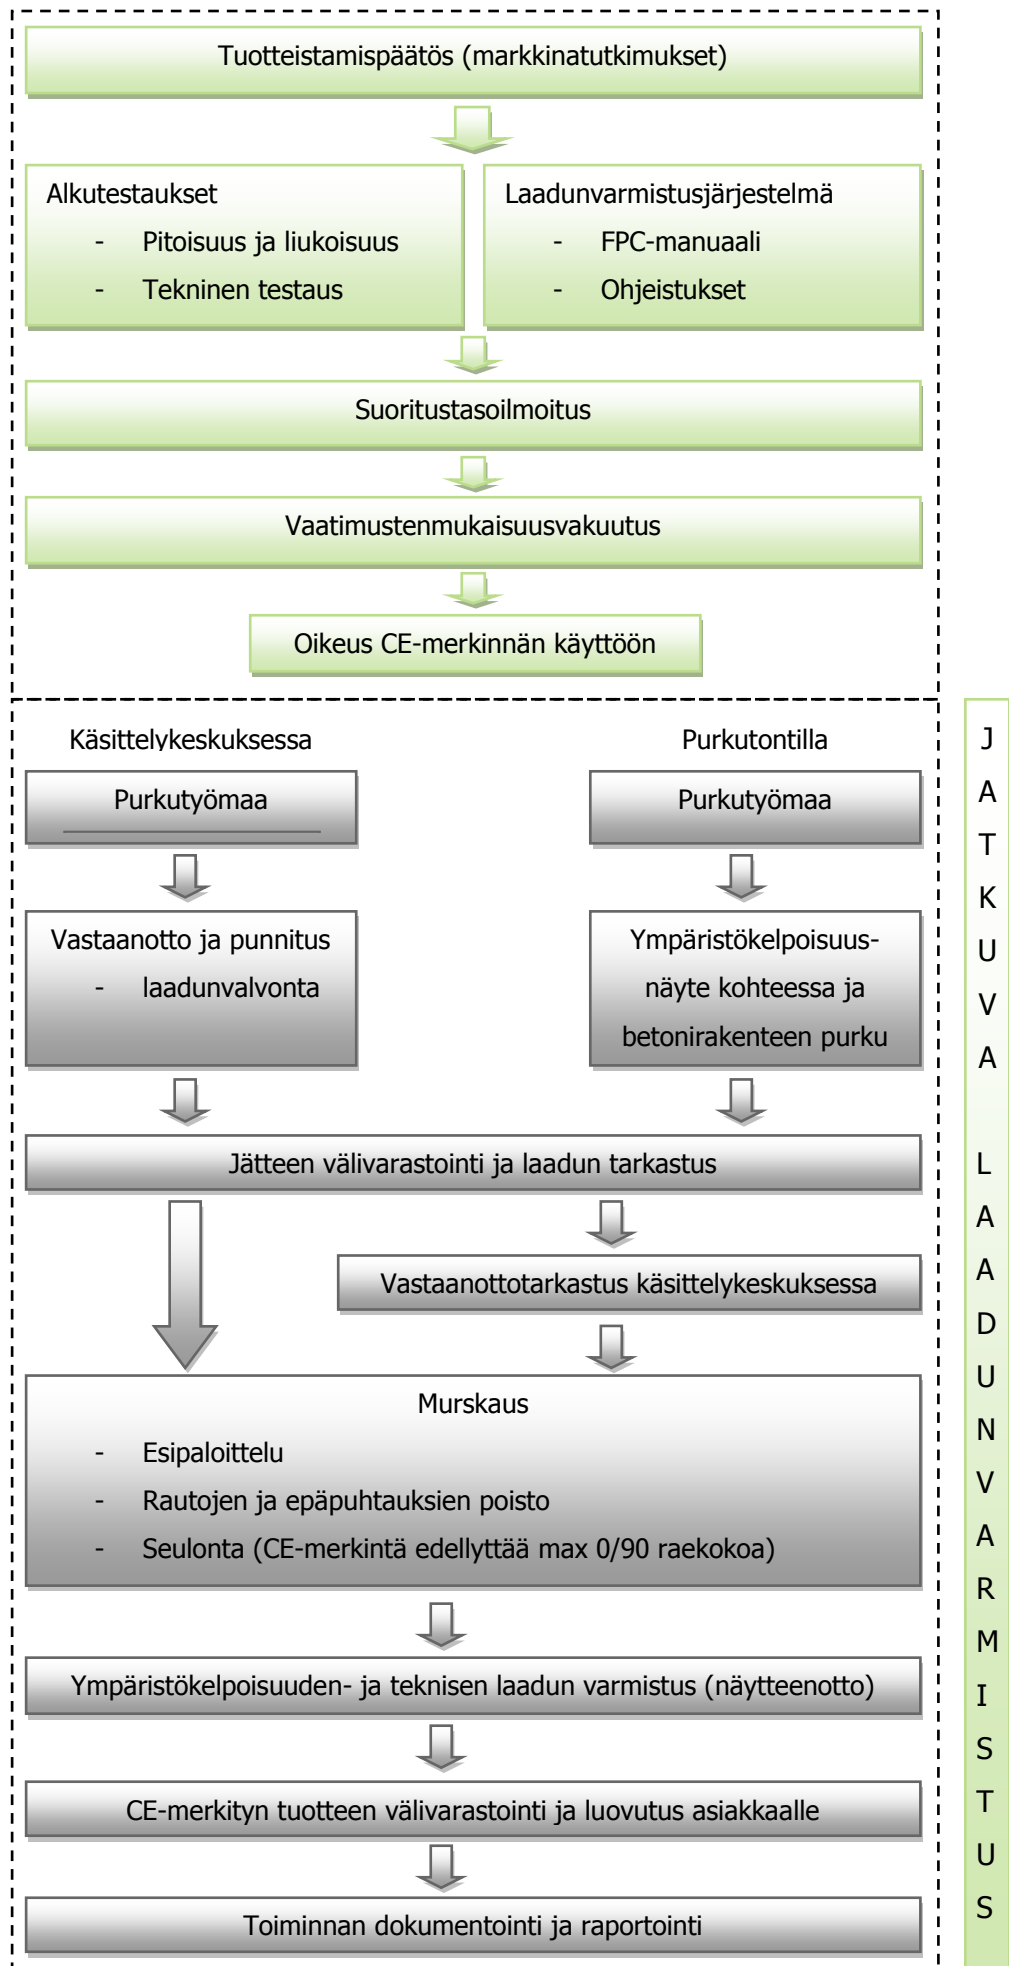 Tuotteistamispäätös (markkinatutkimukset)
Alkutestaukset
- Pitoisuus ja liukoisuus
- Tekninen testaus
Laadunvarmistusjärjestelmä
- FPC-manuaali
- Ohjeistukset
Suoritustasoilmoitus
Vaatimustenmukaisuusvakuutus
Oikeus CE-merkinnän käyttöön
Käsittelykeskuksessa
Purkutontilla
Purkutyömaa
Purkutyömaa
Vastaanotto ja punnitus
- laadunvalvonta
Ympäristökelpoisuus-
näyte kohteessa ja
betonirakenteen purku
Jätteen välivarastointi ja laadun tarkastus
Vastaanottotarkastus käsittelykeskuksessa
Murskaus
- Esipaloittelu
- Rautojen ja epäpuhtauksien poisto
- Seulonta (CE-merkintä edellyttää max 0/90 raekokoa)
Ympäristökelpoisuuden- ja teknisen laadun varmistus (näytteenotto)
CE-merkityn tuotteen välivarastointi ja luovutus asiakkaalle
Toiminnan dokumentointi ja raportointi
J
A
T
K
U
V
A
L
A
A
D
U
N
V
A
R
M
I
S
T
U
S